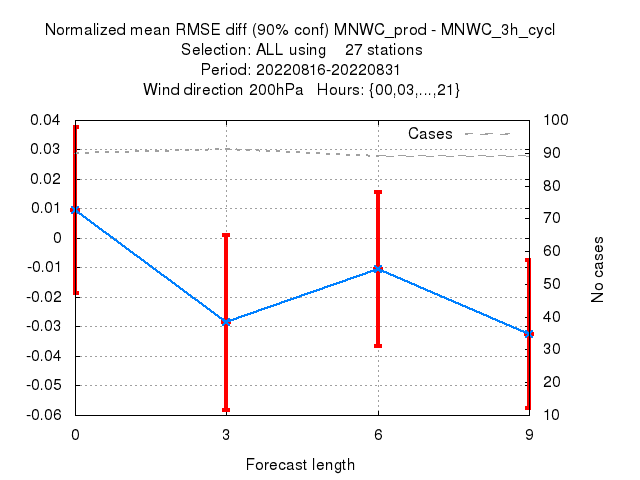 Normalized mean RMSE diff (90% conf) MNWC_prod - MNWC_3h_cycl
Selection: ALL using    27 stations
Period: 20220816-20220831
Wind direction 200hPa   Hours: {00,03,...,21}
0.04
0.03
0.02
0.01
0
-0.01
-0.02
-0.03
-0.04
-0.05
-0.06
Cases
100
90
80
70
60
50
40
30
20
10
No cases
0 3 6 9
Forecast length